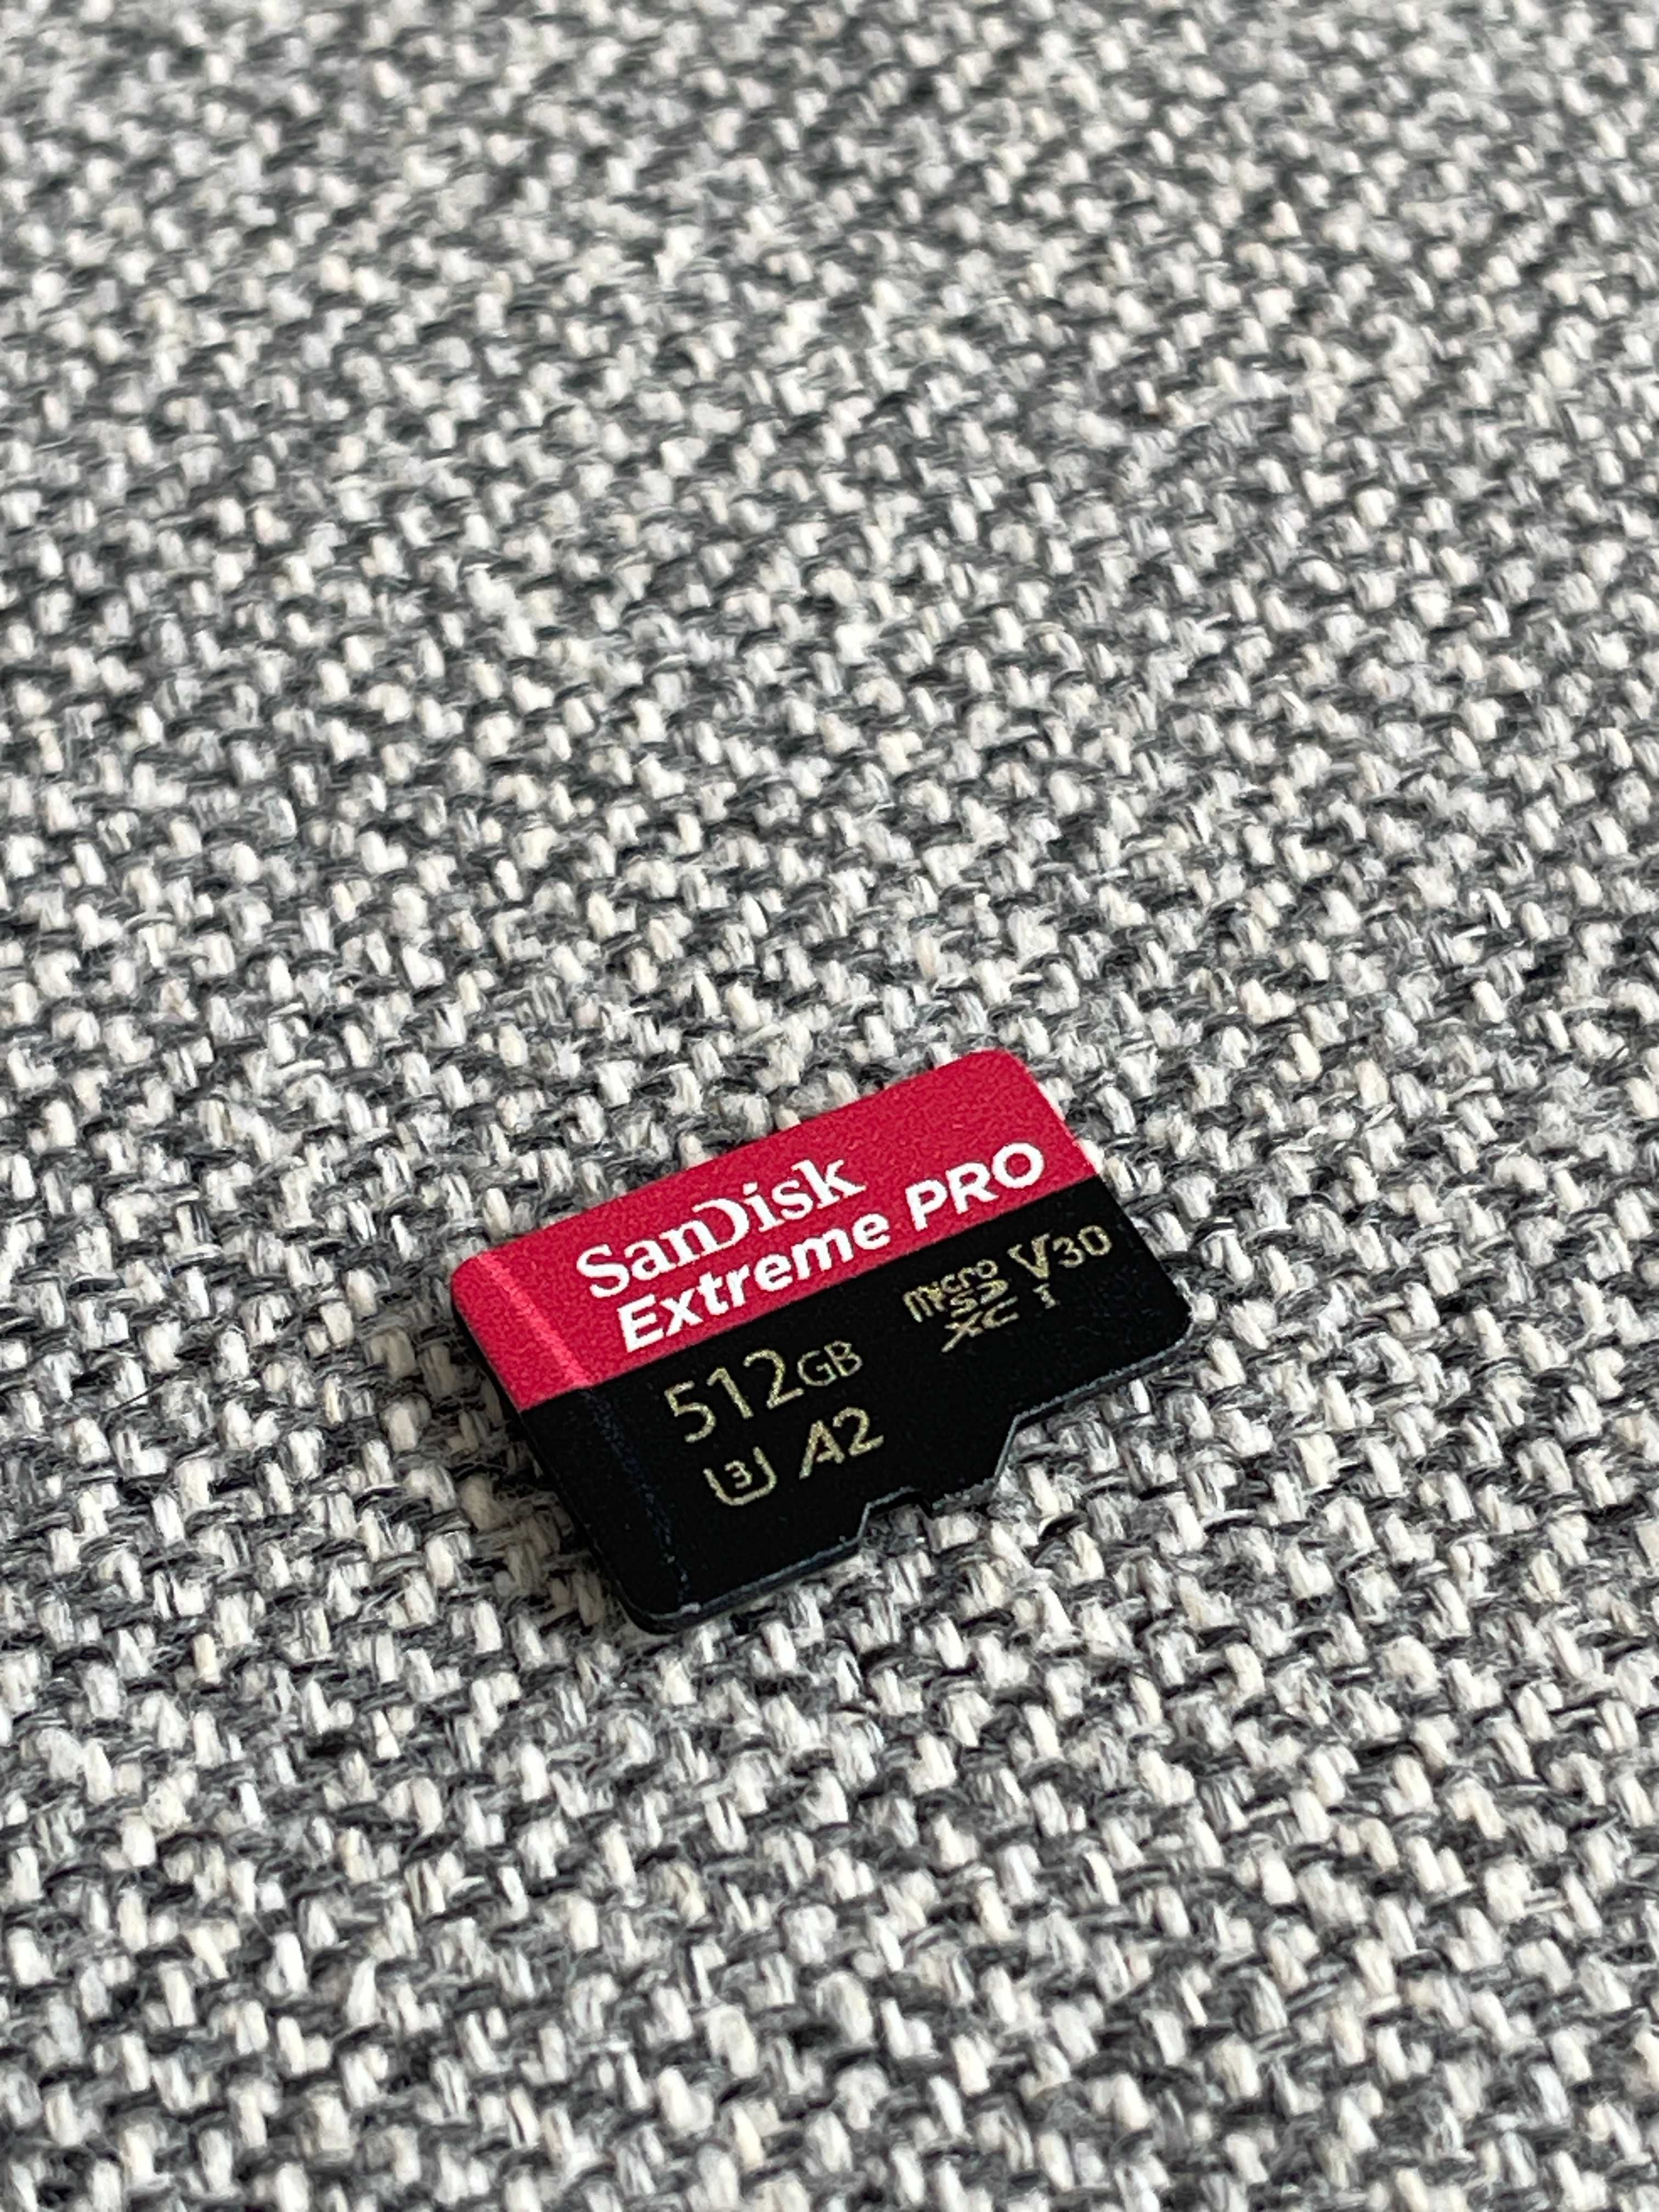 SanDisk
Extreme PRO
512GB
micro SD XC I V30
U3 A2